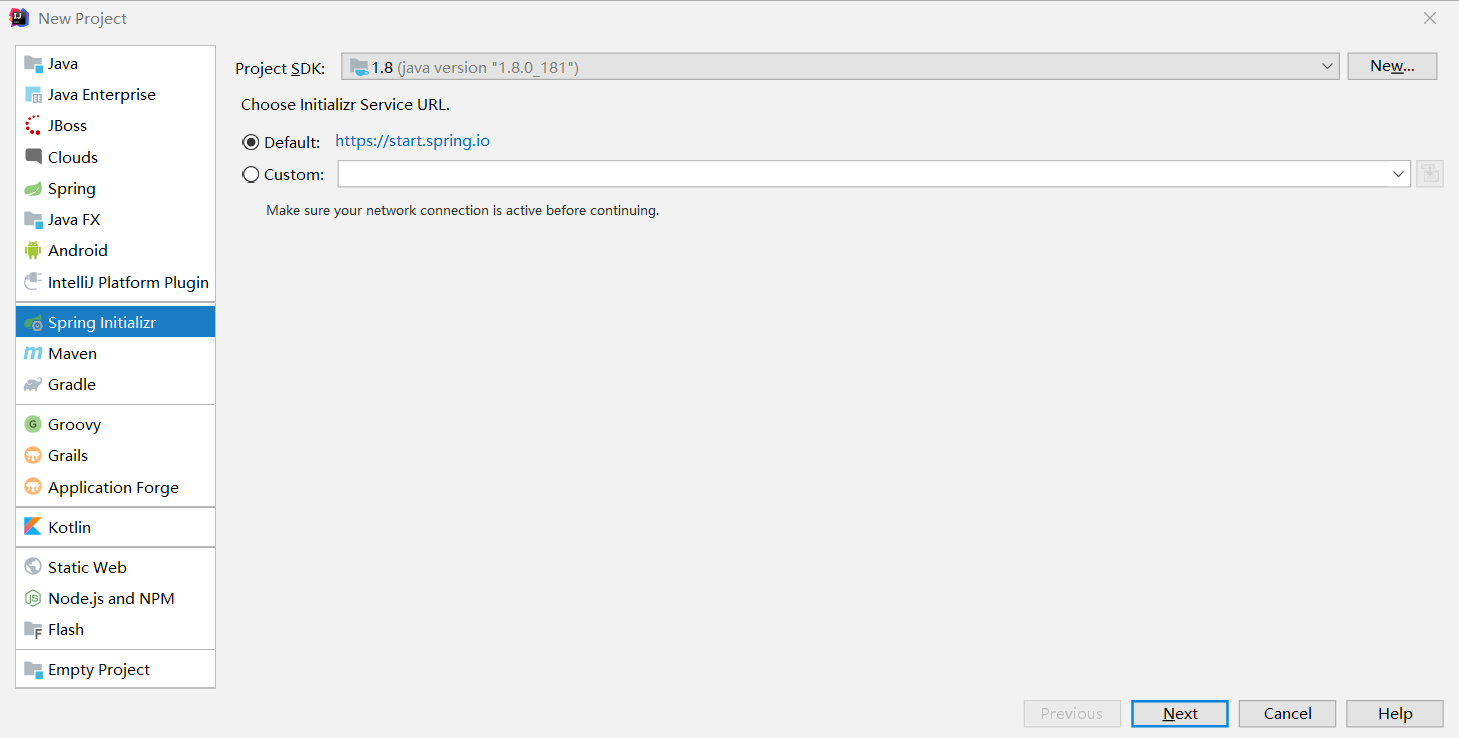 New Project
Java
Java Enterprise
JBoss
Clouds
Spring
Java FX
Android
IntelliJ Platform Plugin
Spring Initializr
Maven
Gradle
Groovy
Grails
Application Forge
Kotlin
Static Web
Node.js and NPM
Flash
Empty Project
Project SDK: 1.8 (java version "1.8.0_181") New...
Choose Initializr Service URL.
Default: https://start.spring.io
Custom:
Make sure your network connection is active before continuing.
Previous Next Cancel Help